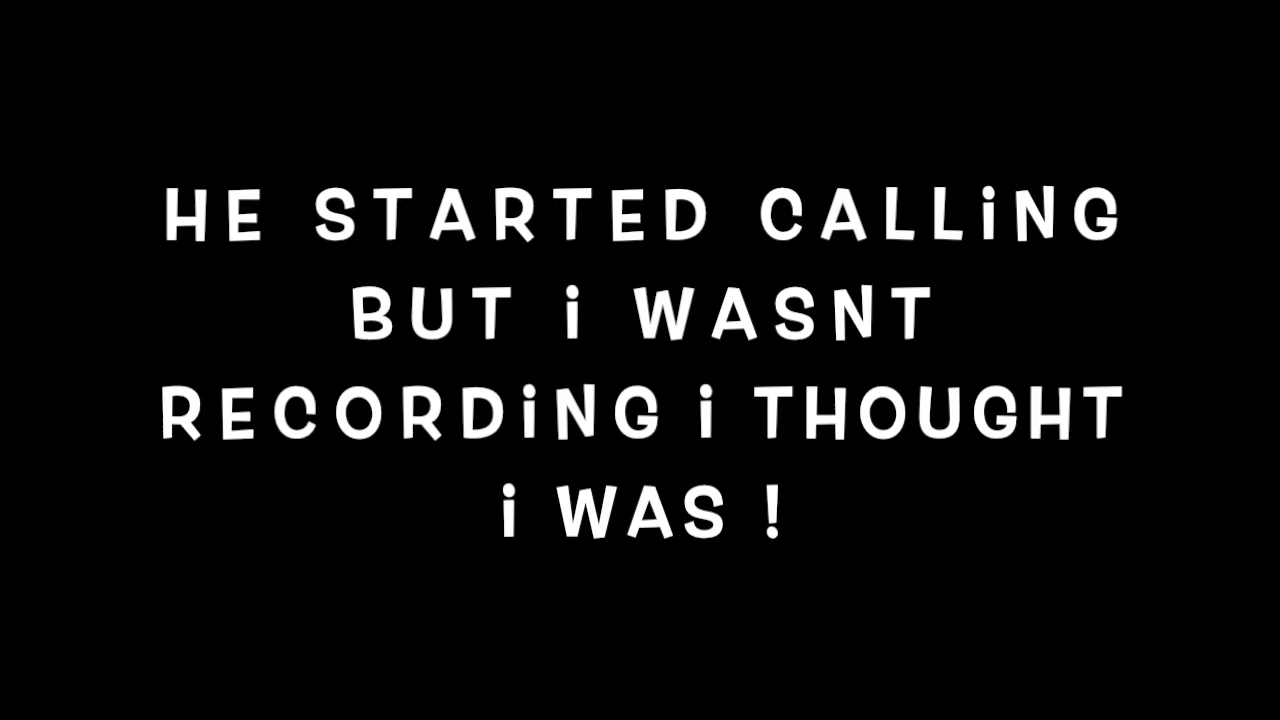 HE STARTED CALLiNG
BUT i WASNT
RECORDiNG i THOUGHT
i WAS !